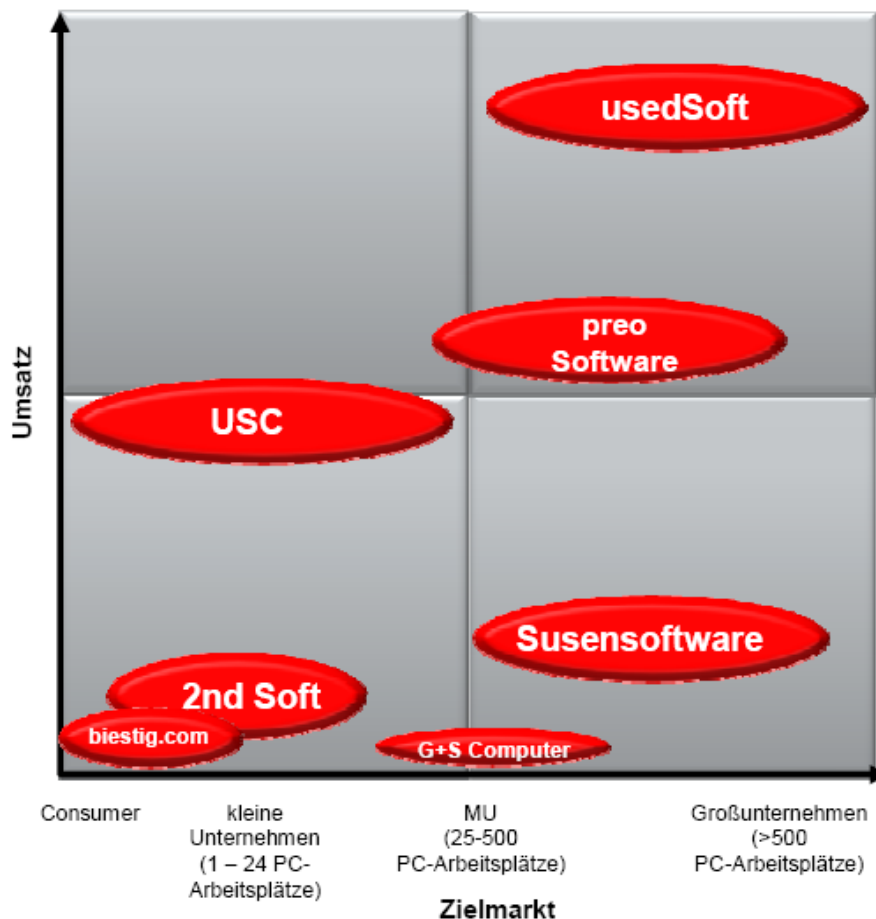 usedSoft
preo
Software
Umsatz
USC
Susensoftware
2nd Soft
biestig.com
G+S Computer
Consumer
kleine
Unternehmen
(1 – 24 PC-
Arbeitsplätze)
MU
(25-500
PC-Arbeitsplätze)
Großunternehmen
(>500
PC-Arbeitsplätze)
Zielmarkt